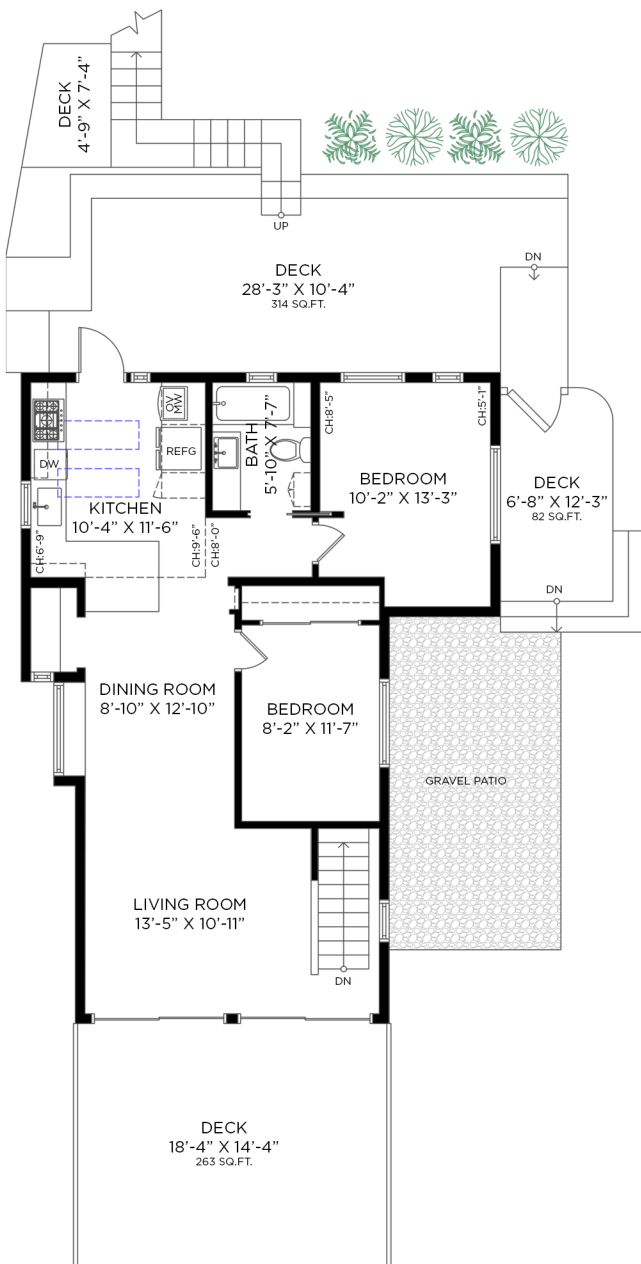 DECK
4'-9" X 7'-4"
UP
DN
DECK
28'-3" X 10'-4"
314 SQ.FT.
OV/
MW
REFG
DW
KITCHEN
10'-4" X 11'-6"
CH:6'-9"
CH:9'-6"
CH:8'-0"
BATH
5'-10" X 7'-7"
CH:8'-5"
CH:5'-1"
BEDROOM
10'-2" X 13'-3"
DECK
6'-8" X 12'-3"
82 SQ.FT.
DN
DINING ROOM
8'-10" X 12'-10"
BEDROOM
8'-2" X 11'-7"
GRAVEL PATIO
LIVING ROOM
13'-5" X 10'-11"
DN
DECK
18'-4" X 14'-4"
263 SQ.FT.